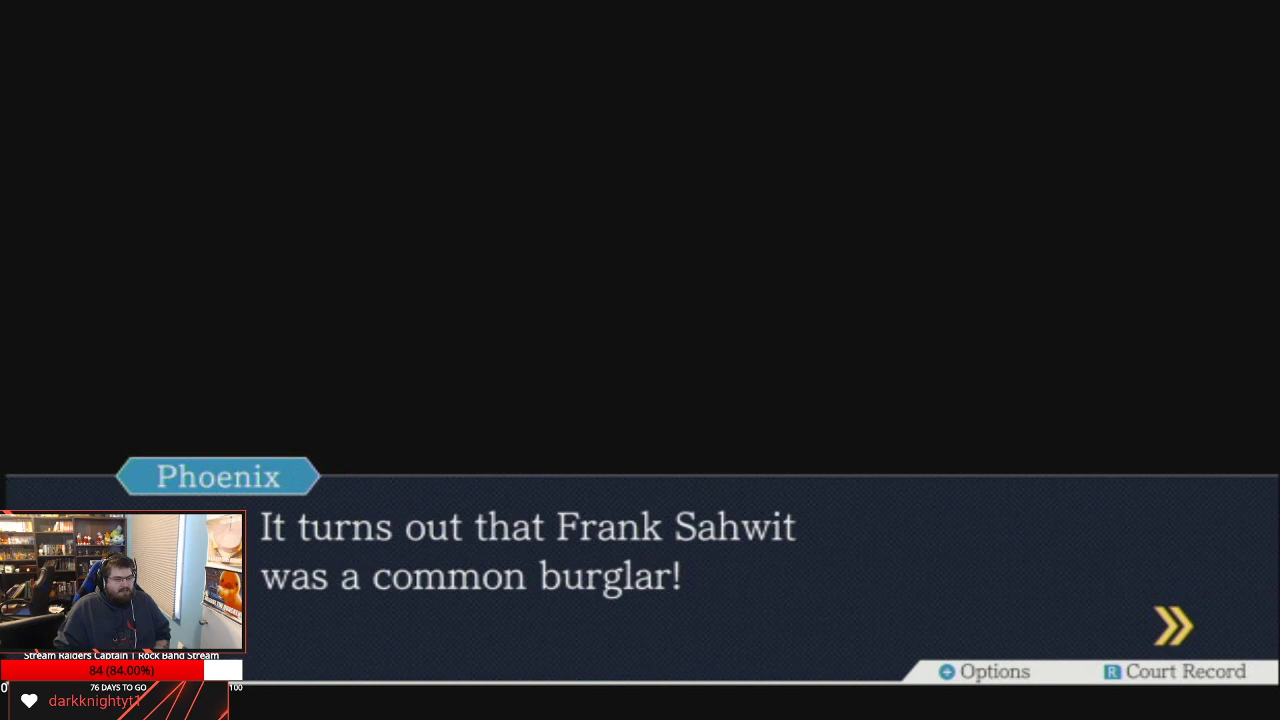 Phoenix
It turns out that Frank Sahwit
was a common burglar!
Options
R Court Record
Stream Raiders Captain 1 Rock Band Stream
84 (84.00%)
0
76 DAYS TO GO
100
darkknightyt1